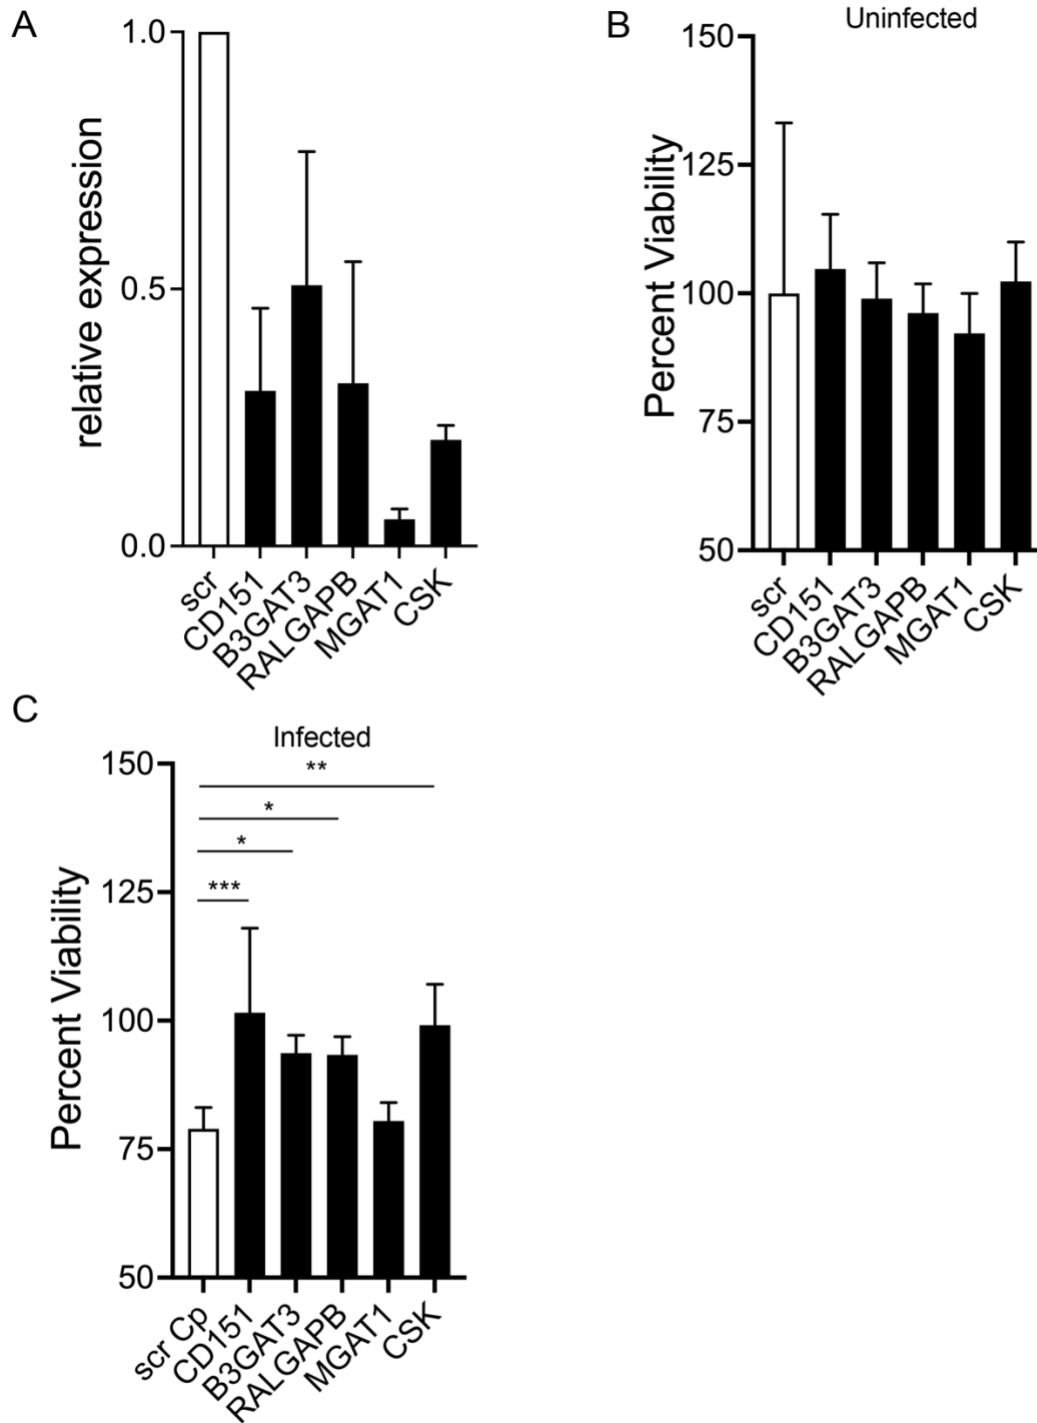 A
1.0
0.5
0.0
relative expression
scr
CD151
B3GAT3
RALGAPB
MGAT1
CSK
B
Uninfected
150
125
100
75
50
Percent Viability
scr
CD151
B3GAT3
RALGAPB
MGAT1
CSK
C
Infected
**
*
*
***
150
125
100
75
50
Percent Viability
scr Cp
CD151
B3GAT3
RALGAPB
MGAT1
CSK